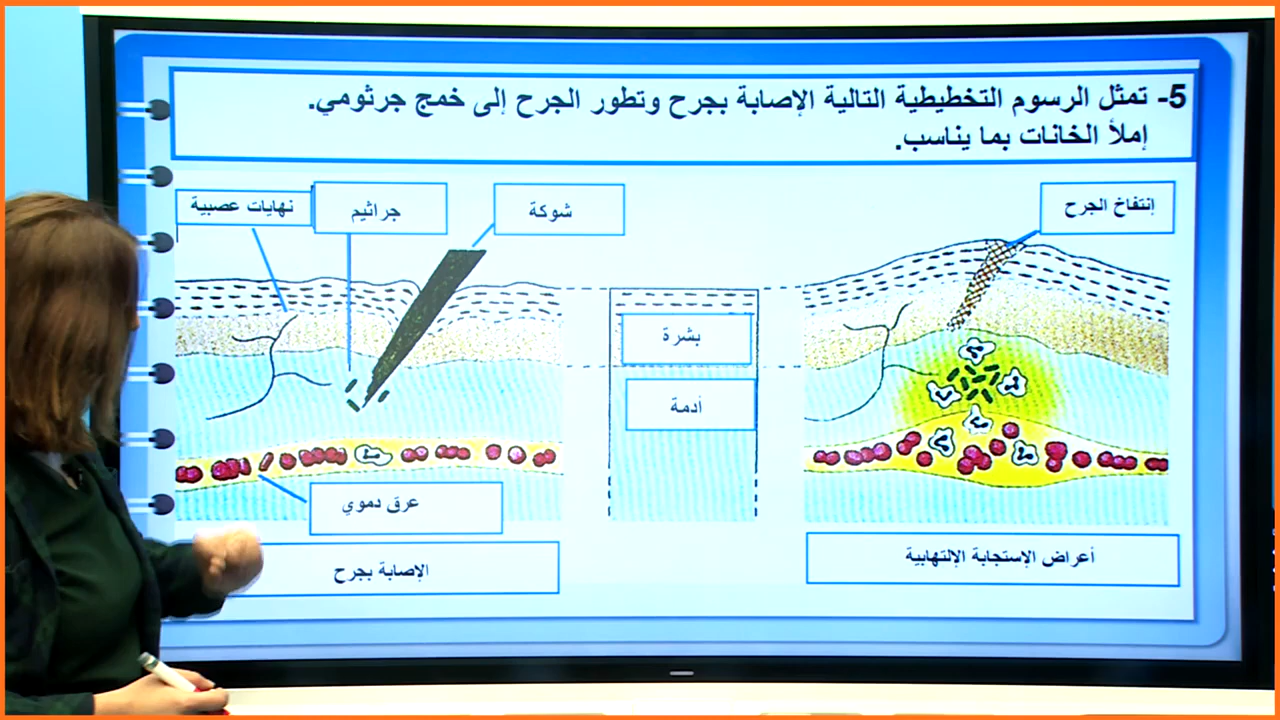 5- تمثل الرسوم التخطيطية التالية الإصابة بجرح وتطور الجرح إلى خمج جرثومي.
إملأ الخانات بما يناسب.
إنتفاخ الجرح
شوكة
جراثيم
نهايات عصبية
بشرة
أدمة
عرق دموي
أعراض الإستجابة الإلتهابية
الإصابة بجرح